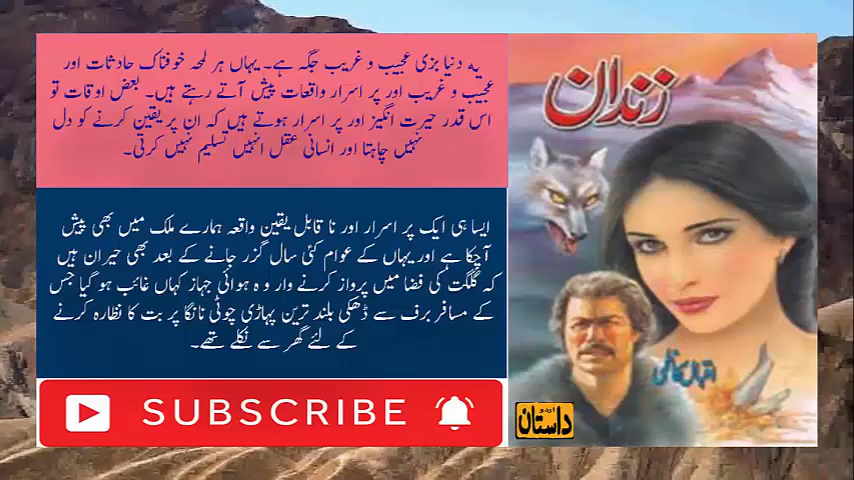 یہ دنیا بڑی عجیب و غریب جگہ ہے۔ یہاں ہر لمحہ خوفناک حادثات اور
عجیب و غریب اور پر اسرار واقعات پیش آتے رہتے ہیں۔ بعض اوقات تو
اس قدر حیرت انگیز اور پر اسرار ہوتے ہیں کہ ان پر یقین کرنے کو دل
نہیں چاہتا اور انسانی عقل انہیں تسلیم نہیں کرتی۔
ایسا ہی ایک پر اسرار اور نا قابل یقین واقعہ ہمارے ملک میں بھی پیش
آچکا ہے اور یہاں کے عوام کئی سال گزر جانے کے بعد بھی حیران ہیں
کہ گلگت کی فضا میں پرواز کرنے وار و ہ ہوائی جہاز کہاں غائب ہو گیا جس
کے مسافر برف سے ڈھکی بلند ترین پہاڑی چوٹی نانگا پر بت کا نظارہ کرنے
کے لئے گھر سے نکلے تھے۔
SUBSCRIBE
زندان
اقبال کاظمی
اردو
داستان